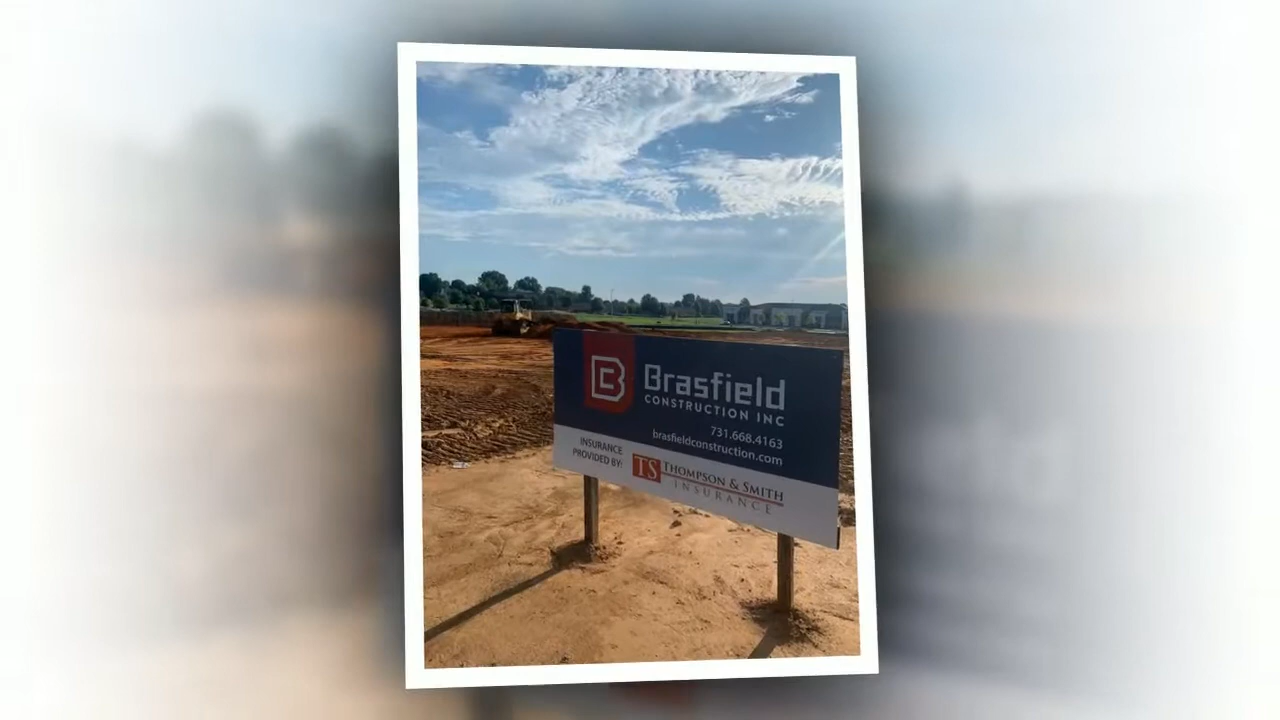 Brasfield
CONSTRUCTION INC
731.668.4163
brasfieldconstruction.com
INSURANCE
PROVIDED BY:
TS THOMPSON & SMITH
INSURANCE